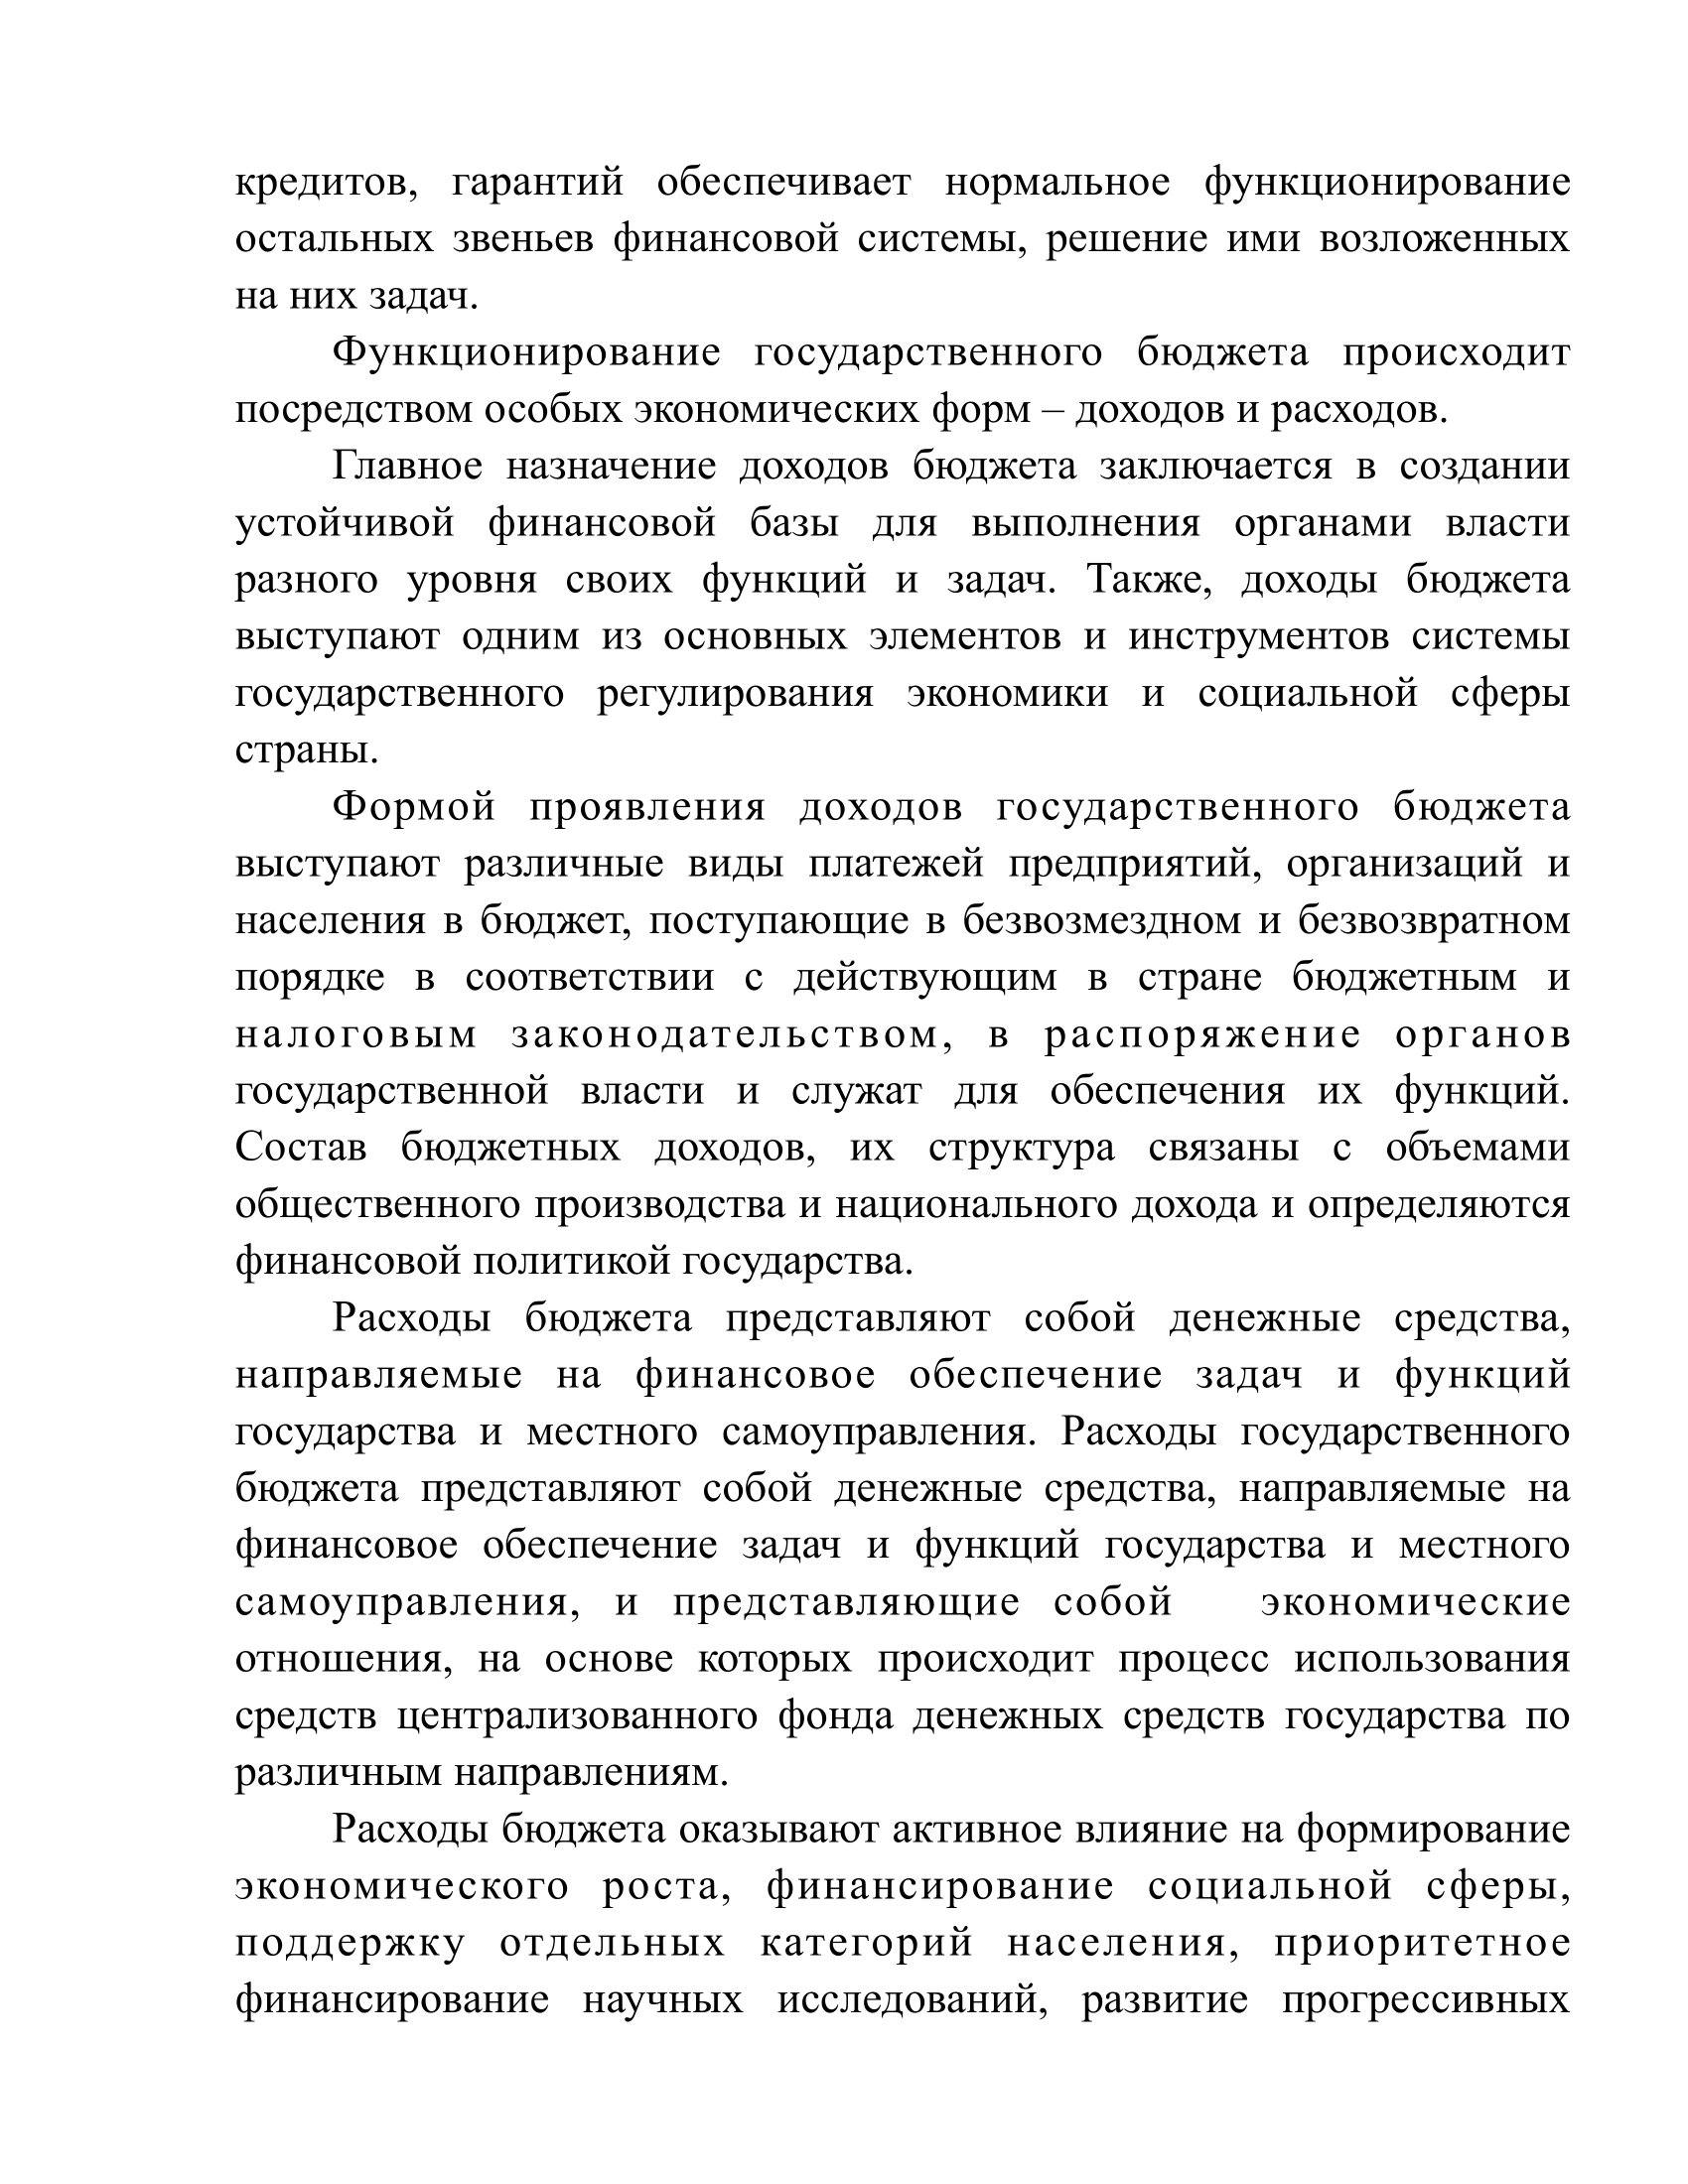 кредитов, гарантий обеспечивает нормальное функционирование
остальных звеньев финансовой системы, решение ими возложенных
на них задач.
Функционирование государственного бюджета происходит
посредством особых экономических форм – доходов и расходов.
Главное назначение доходов бюджета заключается в создании
устойчивой финансовой базы для выполнения органами власти
разного уровня своих функций и задач. Также, доходы бюджета
выступают одним из основных элементов и инструментов системы
государственного регулирования экономики и социальной сферы
страны.
Формой проявления доходов государственного бюджета
выступают различные виды платежей предприятий, организаций и
населения в бюджет, поступающие в безвозмездном и безвозвратном
порядке в соответствии с действующим в стране бюджетным и
налоговым законодательством, в распоряжение органов
государственной власти и служат для обеспечения их функций.
Состав бюджетных доходов, их структура связаны с объемами
общественного производства и национального дохода и определяются
финансовой политикой государства.
Расходы бюджета представляют собой денежные средства,
направляемые на финансовое обеспечение задач и функций
государства и местного самоуправления. Расходы государственного
бюджета представляют собой денежные средства, направляемые на
финансовое обеспечение задач и функций государства и местного
самоуправления, и представляющие собой экономические
отношения, на основе которых происходит процесс использования
средств централизованного фонда денежных средств государства по
различным направлениям.
Расходы бюджета оказывают активное влияние на формирование
экономического роста, финансирование социальной сферы,
поддержку отдельных категорий населения, приоритетное
финансирование научных исследований, развитие прогрессивных